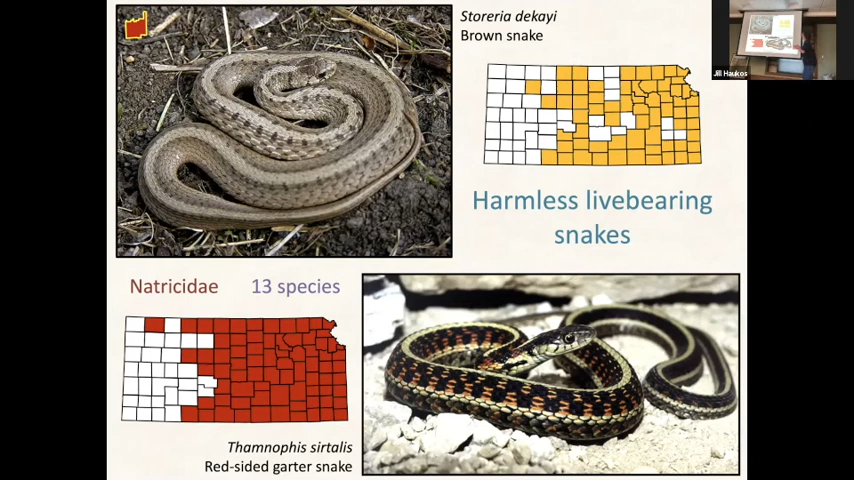 Storeria dekayi
Brown snake
Jill Haukos
Harmless livebearing
snakes
Natricidae 13 species
Thamnophis sirtalis
Red-sided garter snake